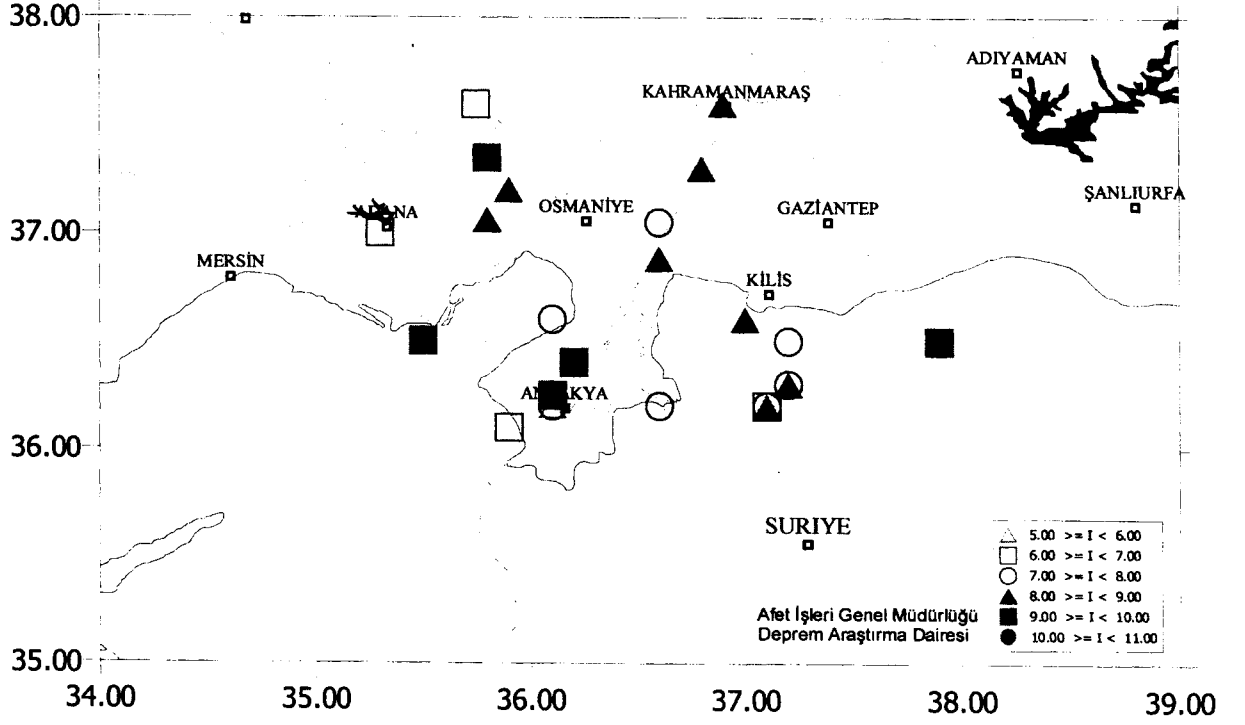 38.00
ADIYAMAN
KAHRAMANMARAŞ
ŞANLIURFA
OSMANİYE
GAZİANTEP
37.00
MERSİN
KİLİS
36.00
SURIYE
5.00 >= I < 6.00
6.00 >= I < 7.00
7.00 >= I < 8.00
8.00 >= I < 9.00
Afet İşleri Genel Müdürlüğü
9.00 >= I < 10.00
Deprem Araştırma Dairesi
10.00 >= I < 11.00
35.00
34.00 35.00 36.00 37.00 38.00 39.00